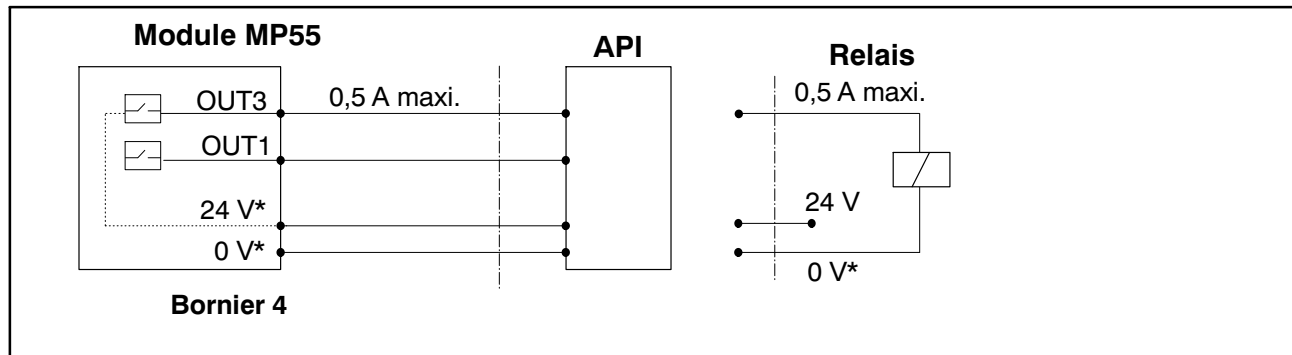 Module MP55
API
Relais
OUT3
0,5 A maxi.
0,5 A maxi.
OUT1
24 V*
24 V
0 V*
0 V*
Bornier 4